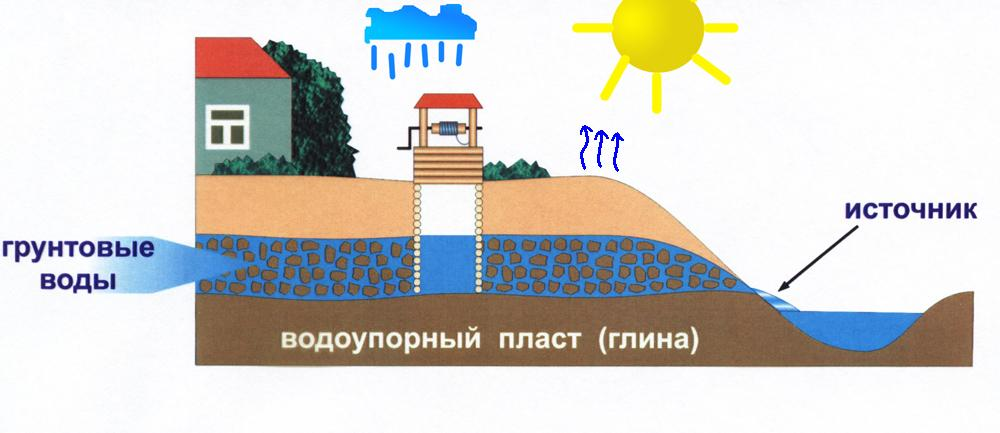 грунтовые
воды
источник
водоупорный пласт (глина)